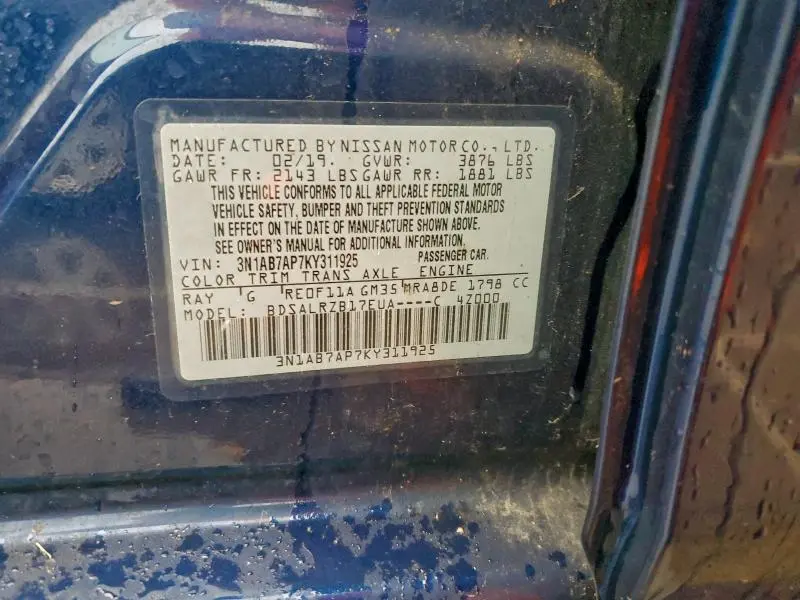 MANUFACTURED BY NISSAN MOTOR CO., LTD.
DATE: 02/19. GVWR: 3876 LBS
GAWR FR: 2143 LBS GAWR RR: 1881 LBS
THIS VEHICLE CONFORMS TO ALL APPLICABLE FEDERAL MOTOR
VEHICLE SAFETY, BUMPER AND THEFT PREVENTION STANDARDS
IN EFFECT ON THE DATE OF MANUFACTURE SHOWN ABOVE.
SEE OWNER'S MANUAL FOR ADDITIONAL INFORMATION.
VIN: 3N1AB7AP7KY311925 PASSENGER CAR.
COLOR TRIM TRANS AXLE ENGINE
RAY G RE0F11A GM35 MRA8DE 1798 CC
MODEL: BDSALRZB17EUA----C 4Z000
3N1AB7AP7KY311925